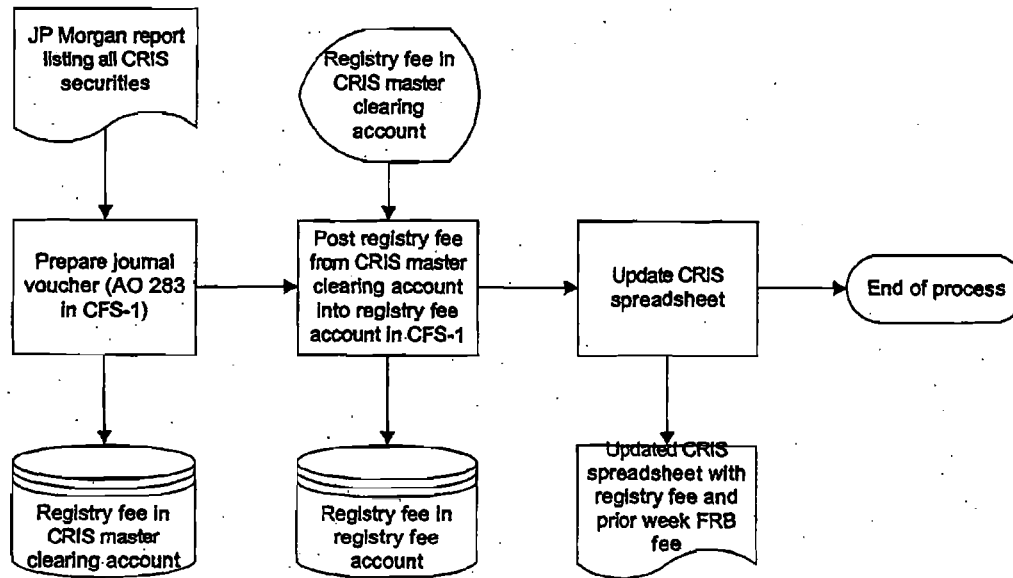 JP Morgan report
listing all CRIS
securities
Registry fee in
CRIS master
clearing
account
Prepare journal
voucher (AO 283
in CFS-1)
Post registry fee
from CRIS master
clearing account
into registry fee
account in CFS-1
Update CRIS
spreadsheet
End of process
Registry fee in
CRIS master
clearing account
Registry fee in
registry fee
account
Updated CRIS
spreadsheet with
registry fee and
prior week FRB
fee